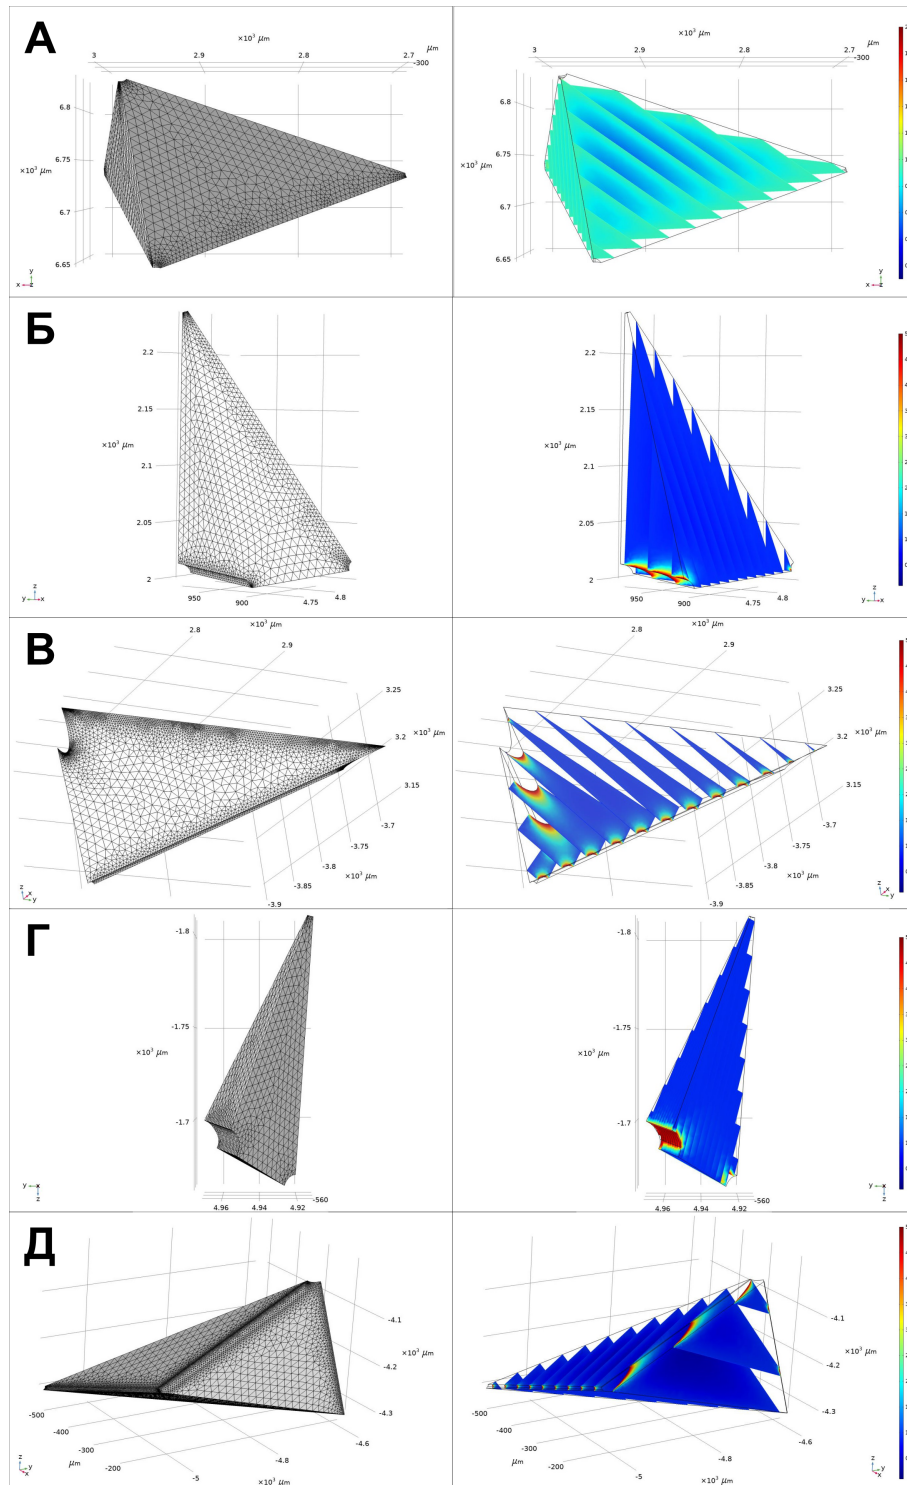 А
×10³ μm
μm
3
2.9
2.8
2.7
-300
6.8
6.75
×10³ μm
6.7
6.65
y
x z
×10³ μm
μm
3
2.9
2.8
2.7
-300
6.8
6.75
×10³ μm
6.7
6.65
y
x z
Б
2.2
2.15
×10³ μm
2.1
2.05
2
950
900
4.75
4.8
z
y x
2.2
2.15
×10³ μm
2.1
2.05
2
950
900
4.75
4.8
z
y x
В
×10³ μm
2.8
2.9
3.25
3.2
×10³ μm
3.15
-3.7
-3.75
-3.8
×10³ μm
-3.85
-3.9
z
x
y
×10³ μm
2.8
2.9
3.25
3.2
×10³ μm
3.15
-3.7
-3.75
-3.8
×10³ μm
-3.85
-3.9
z
x
y
Г
-1.8
-1.75
×10³ μm
-1.7
-560
4.96
4.94
4.92
y x
z
-1.8
-1.75
×10³ μm
-1.7
-560
4.96
4.94
4.92
y x
z
Д
-4.1
×10³ μm
-4.2
-4.3
-500
-400
-300
μm
-200
-5
×10³ μm
-4.8
-4.6
z
y
x
-4.1
×10³ μm
-4.2
-4.3
-500
-400
-300
μm
-200
-5
×10³ μm
-4.8
-4.6
z
y
x